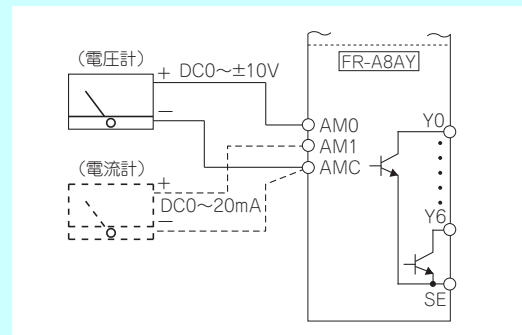 （電圧計）
+ DC0～±10V
−
FR-A8AY
AM0
AM1
AMC
（電流計）
+
DC0～20mA
−
Y0
Y6
SE